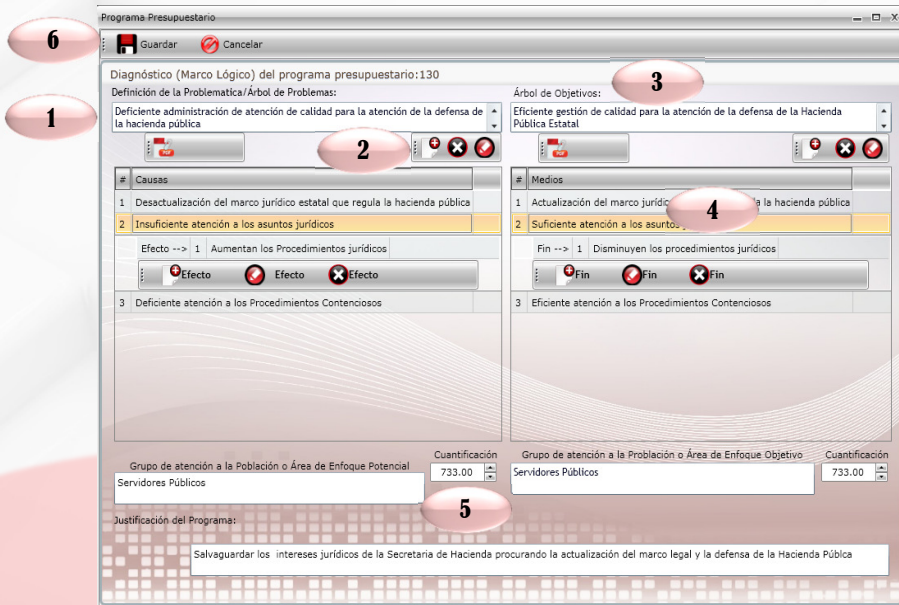 Programa Presupuestario
6
Guardar Cancelar
Diagnóstico (Marco Lógico) del programa presupuestario:130
3
Definición de la Problematica/Árbol de Problemas:
Árbol de Objetivos:
1
Deficiente administración de atención de calidad para la atención de la defensa de
la hacienda pública
Eficiente gestión de calidad para la atención de la defensa de la Hacienda
Pública Estatal
PDF
2
PDF
# Causas
# Medios
1 Desactualización del marco jurídico estatal que regula la hacienda pública
1 Actualización del marco jurídico la hacienda pública
4
2 Insuficiente atención a los asuntos jurídicos
2 Suficiente atención a los asuntos
Efecto --> 1 Aumentan los Procedimientos jurídicos
Fin --> 1 Disminuyen los procedimientos jurídicos
Efecto Efecto Efecto
Fin Fin Fin
3 Deficiente atención a los Procedimientos Contenciosos
3 Eficiente atención a los Procedimientos Contenciosos
Grupo de atención a la Población o Área de Enfoque Potencial
Cuantificación
Servidores Públicos
733.00
Grupo de atención a la Problación o Área de Enfoque Objetivo
Cuantificación
Servidores Públicos
733.00
5
Justificación del Programa:
Salvaguardar los intereses jurídicos de la Secretaria de Hacienda procurando la actualización del marco legal y la defensa de la Hacienda Públca